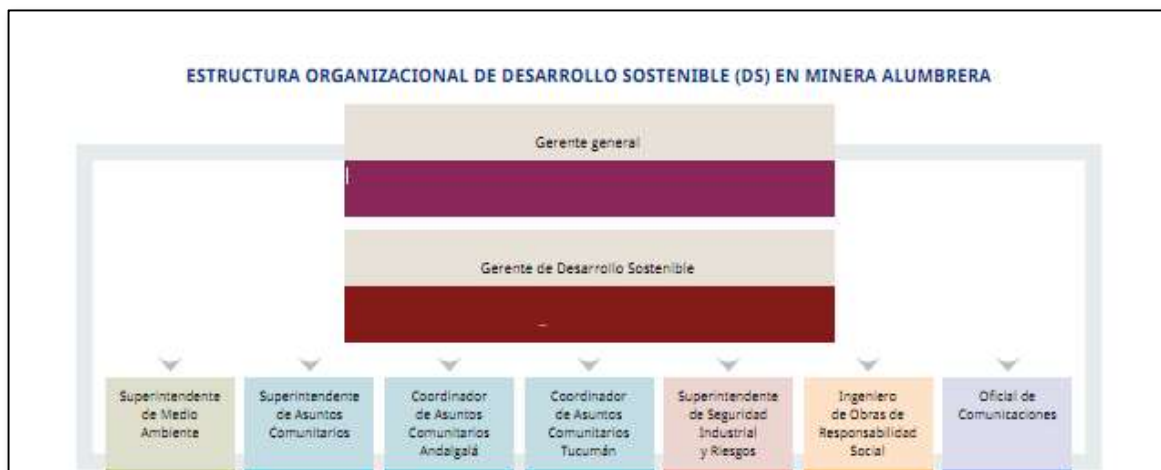 ESTRUCTURA ORGANIZACIONAL DE DESARROLLO SOSTENIBLE (DS) EN MINERA ALUMBRERA
Gerente general
Gerente de Desarrollo Sostenible
Superintendente
de Medio
Ambiente
Superintendente
de Asuntos
Comunitarios
Coordinador
de Asuntos
Comunitarios
Andalgalá
Coordinador
de Asuntos
Comunitarios
Tucumán
Superintendente
de Seguridad
Industrial
y Riesgos
Ingeniero
de Obras de
Responsabilidad
Social
Oficial de
Comunicaciones